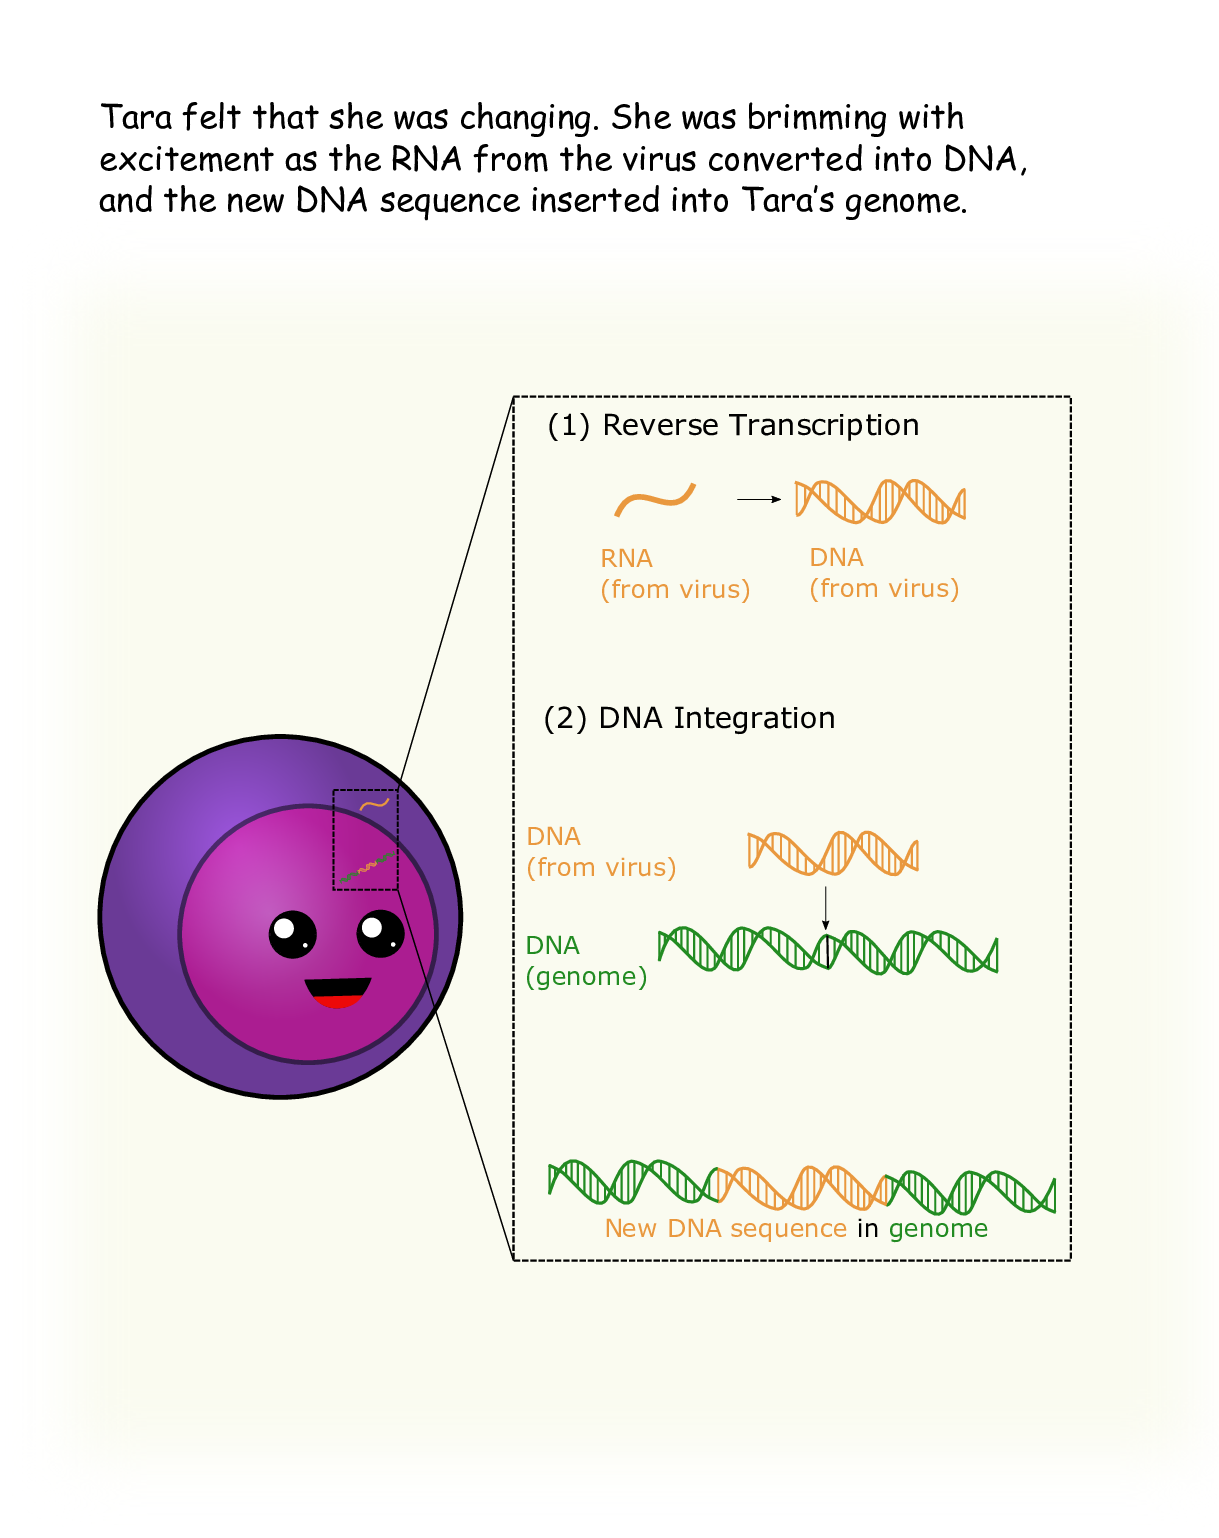 Tara felt that she was changing. She was brimming with
excitement as the RNA from the virus converted into DNA,
and the new DNA sequence inserted into Tara’s genome.
(1) Reverse Transcription
RNA
(from virus)
DNA
(from virus)
(2) DNA Integration
DNA
(from virus)
DNA
(genome)
New DNA sequence in genome